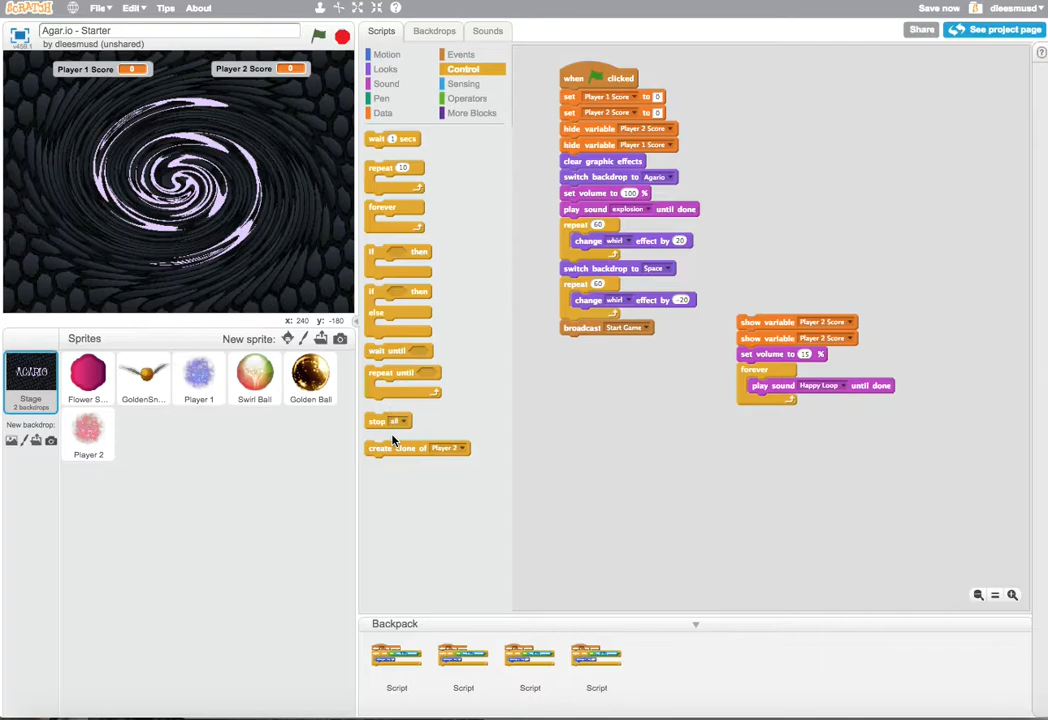 SCRATCH File▼ Edit▼ Tips About Save now dleesmusd▼
v458.1 Agar.io - Starter
by dleesmusd (unshared)
Scripts Backdrops Sounds
Share See project page
Player 1 Score 0 Player 2 Score 0
Motion Events
Looks Control
Sound Sensing
Pen Operators
Data More Blocks
wait 1 secs
repeat 10
forever
if then
if then
else
wait until
repeat until
stop all
create clone of Player 2
when clicked
set Player 1 Score to 0
set Player 2 Score to 0
hide variable Player 2 Score
hide variable Player 1 Score
clear graphic effects
switch backdrop to Agario
set volume to 100 %
play sound explosion until done
repeat 60
change whirl effect by 20
switch backdrop to Space
repeat 60
change whirl effect by -20
broadcast Start Game
show variable Player 2 Score
show variable Player 2 Score
set volume to 15 %
forever
play sound Happy Loop until done
x: 240 y: -180
Sprites New sprite:
AGARIO
Stage
2 backdrops
New backdrop:
Flower S... GoldenSn... Player 1 Swirl Ball Golden Ball
Player 2
Backpack
Script Script Script Script